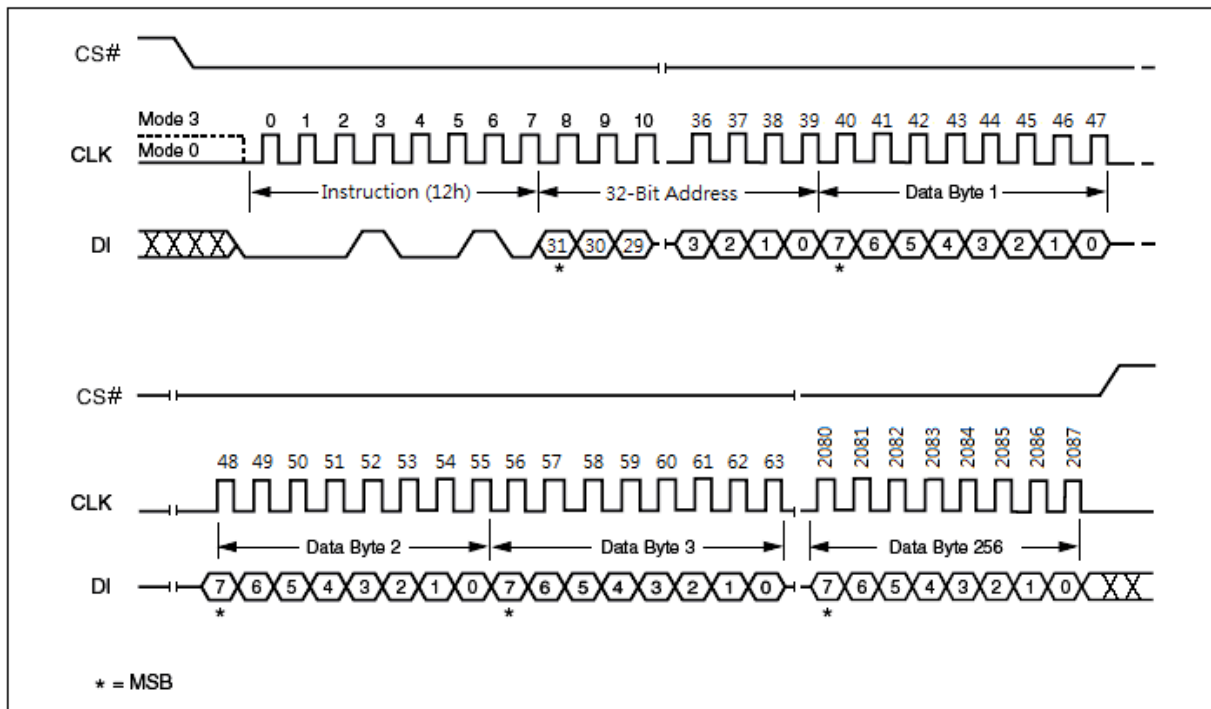 CS#
Mode 3 0 1 2 3 4 5 6 7 8 9 10 36 37 38 39 40 41 42 43 44 45 46 47
CLK Mode 0
Instruction (12h) 32-Bit Address Data Byte 1
DI 31 30 29 3 2 1 0 7 6 5 4 3 2 1 0
* *
CS#
48 49 50 51 52 53 54 55 56 57 58 59 60 61 62 63 2080 2081 2082 2083 2084 2085 2086 2087
CLK
Data Byte 2 Data Byte 3 Data Byte 256
DI 7 6 5 4 3 2 1 0 7 6 5 4 3 2 1 0 7 6 5 4 3 2 1 0
* * *
* = MSB